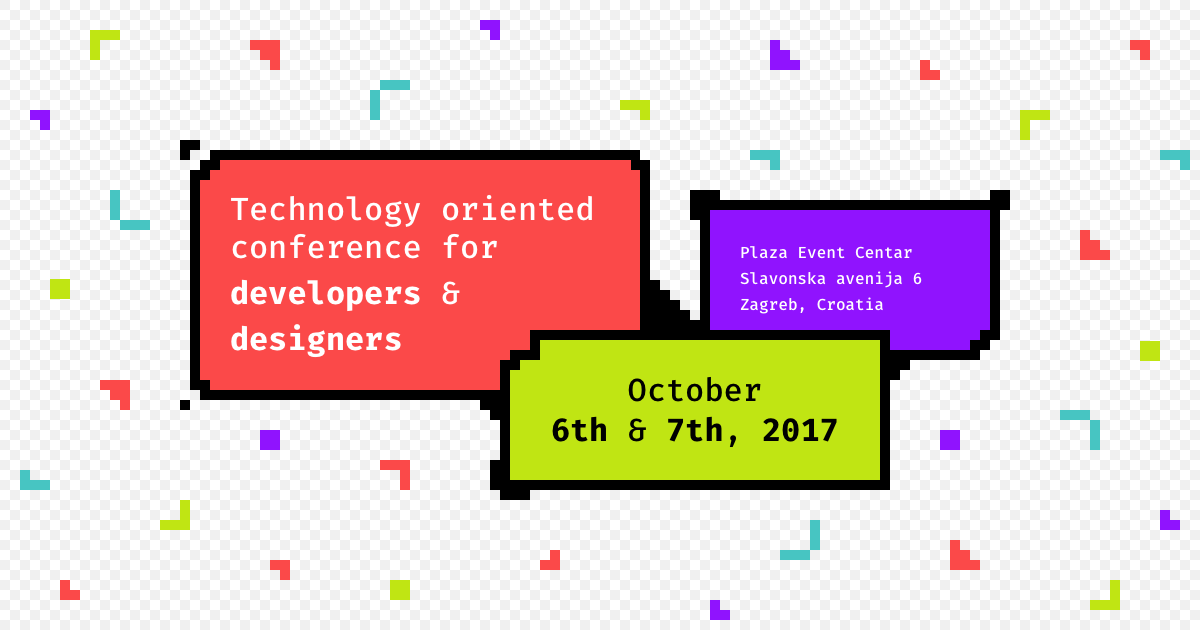 Technology oriented
conference for
developers &
designers
Plaza Event Centar
Slavonska avenija 6
Zagreb, Croatia
October
6th & 7th, 2017